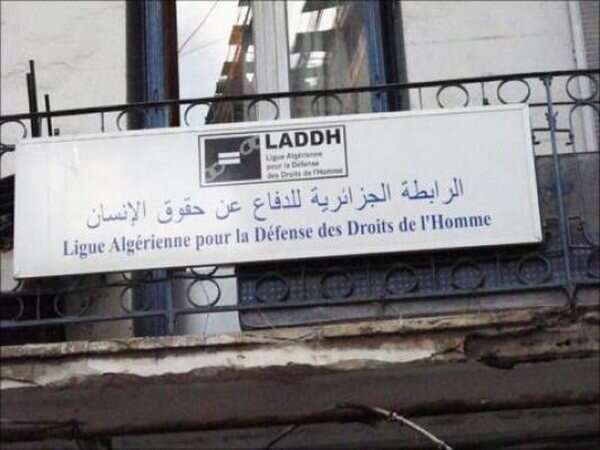 LADDH
Ligue Algérienne
pour la Défense
des Droits de l'Homme
الرابطة الجزائرية للدفاع عن حقوق الإنسان
Ligue Algérienne pour la Défense des Droits de l'Homme